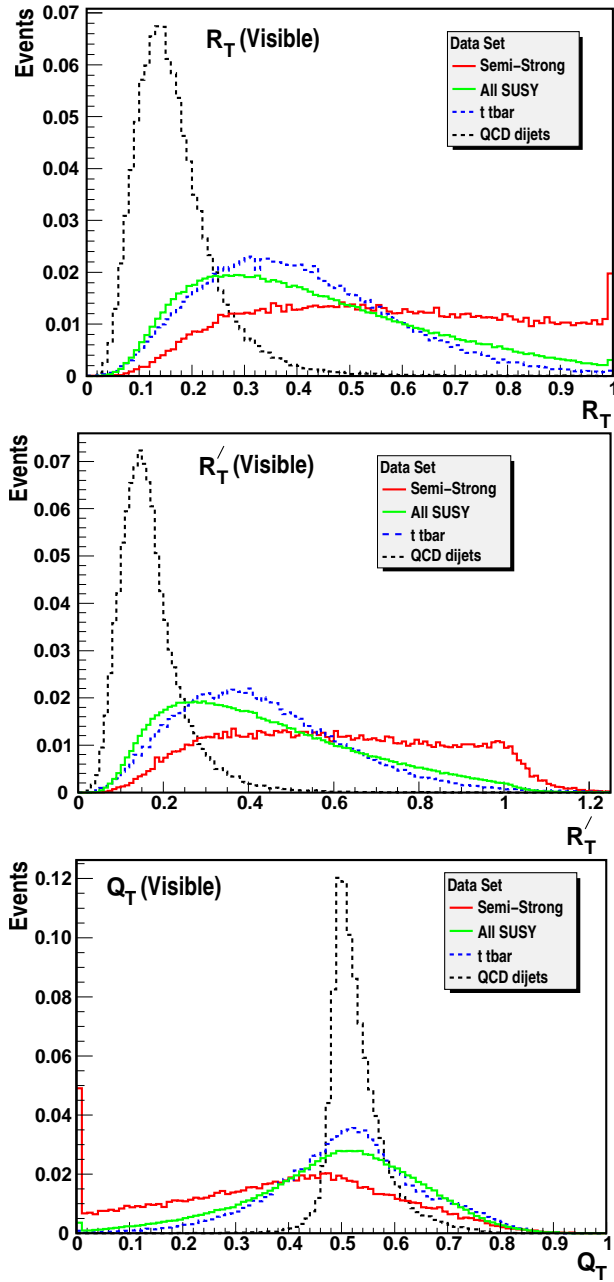 Events
0.07
0.06
0.05
0.04
0.03
0.02
0.01
0
R_T (Visible)
Data Set
Semi-Strong
All SUSY
t tbar
QCD dijets
0 0.1 0.2 0.3 0.4 0.5 0.6 0.7 0.8 0.9 1
R_T
Events
0.07
0.06
0.05
0.04
0.03
0.02
0.01
0
R_T′ (Visible)
Data Set
Semi-Strong
All SUSY
t tbar
QCD dijets
0 0.2 0.4 0.6 0.8 1 1.2
R_T′
Events
0.12
0.10
0.08
0.06
0.04
0.02
0
Q_T (Visible)
Data Set
Semi-Strong
All SUSY
t tbar
QCD dijets
0 0.1 0.2 0.3 0.4 0.5 0.6 0.7 0.8 0.9 1
Q_T